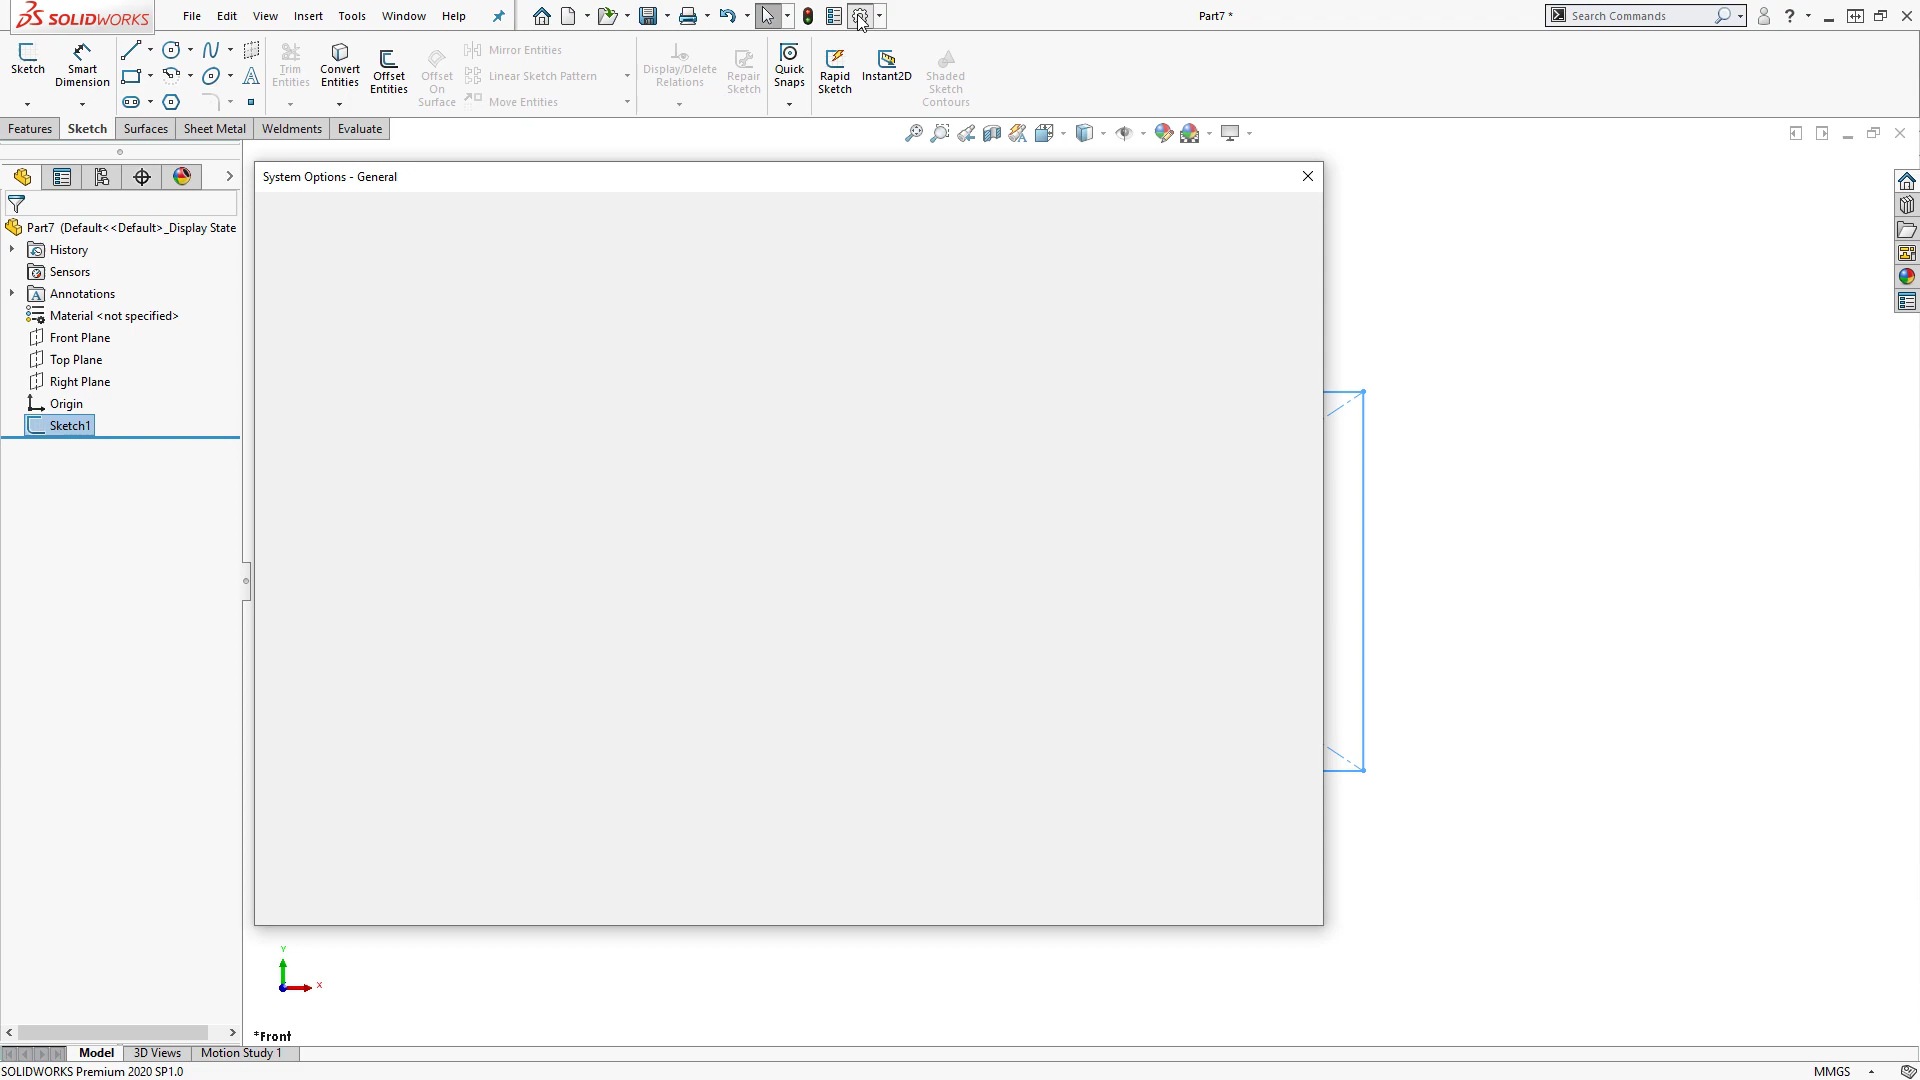 SOLIDWORKS
File Edit View Insert Tools Window Help
Part7 *
Search Commands
Sketch
Smart Dimension
Trim Entities
Convert Entities
Offset Entities
Offset On Surface
Mirror Entities
Linear Sketch Pattern
Move Entities
Display/Delete Relations
Repair Sketch
Quick Snaps
Rapid Sketch
Instant2D
Shaded Sketch Contours
Features Sketch Surfaces Sheet Metal Weldments Evaluate
System Options - General
Part7 (Default<<Default>_Display State
History
Sensors
Annotations
Material <not specified>
Front Plane
Top Plane
Right Plane
Origin
Sketch1
Y
X
*Front
Model 3D Views Motion Study 1
SOLIDWORKS Premium 2020 SP1.0
MMGS